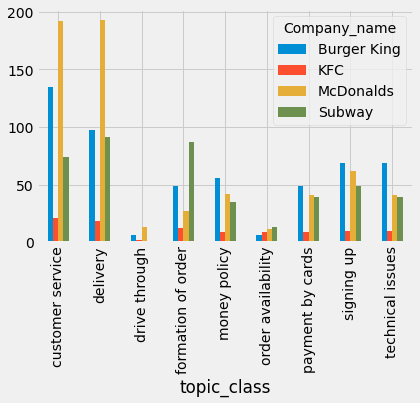 200
150
100
50
0
Company_name
Burger King
KFC
McDonalds
Subway
customer service
delivery
drive through
formation of order
money policy
order availability
payment by cards
signing up
technical issues
topic_class